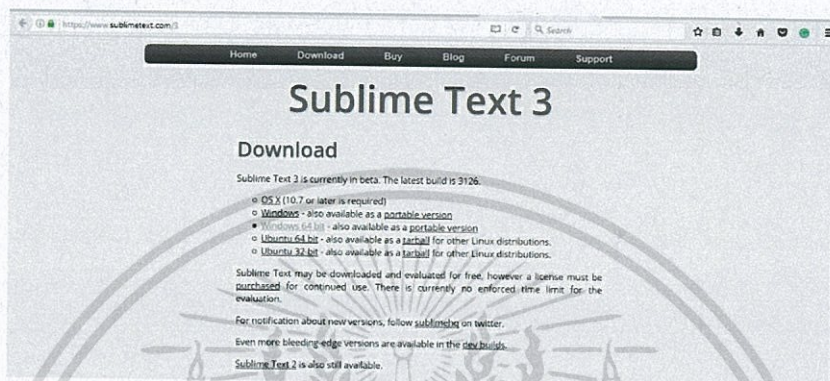 https://www.sublimetext.com/3
Search
Home Download Buy Blog Forum Support
Sublime Text 3
Download
Sublime Text 3 is currently in beta. The latest build is 3126.
OS X (10.7 or later is required)
Windows - also available as a portable version
Windows 64 bit - also available as a portable version
Ubuntu 64 bit - also available as a tarball for other Linux distributions.
Ubuntu 32 bit - also available as a tarball for other Linux distributions.
Sublime Text may be downloaded and evaluated for free, however a license must be
purchased for continued use. There is currently no enforced time limit for the
evaluation.
For notification about new versions, follow sublimehq on twitter.
Even more bleeding-edge versions are available in the dev builds.
Sublime Text 2 is also still available.